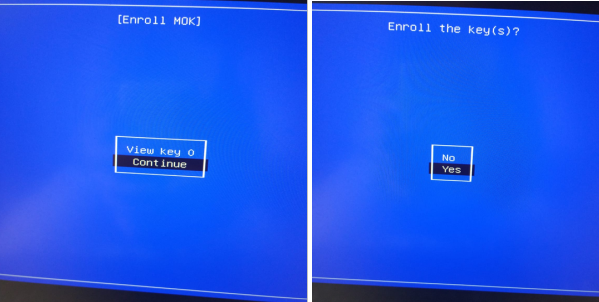 [Enroll MOK]
View key 0
Continue
Enroll the key(s)?
No
Yes